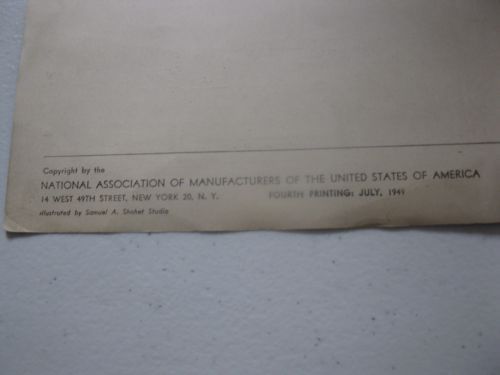 Copyright by the
NATIONAL ASSOCIATION OF MANUFACTURERS OF THE UNITED STATES OF AMERICA
14 WEST 49TH STREET, NEW YORK 20, N. Y. FOURTH PRINTING: JULY, 1949
Illustrated by Samuel A. Shohet Studio